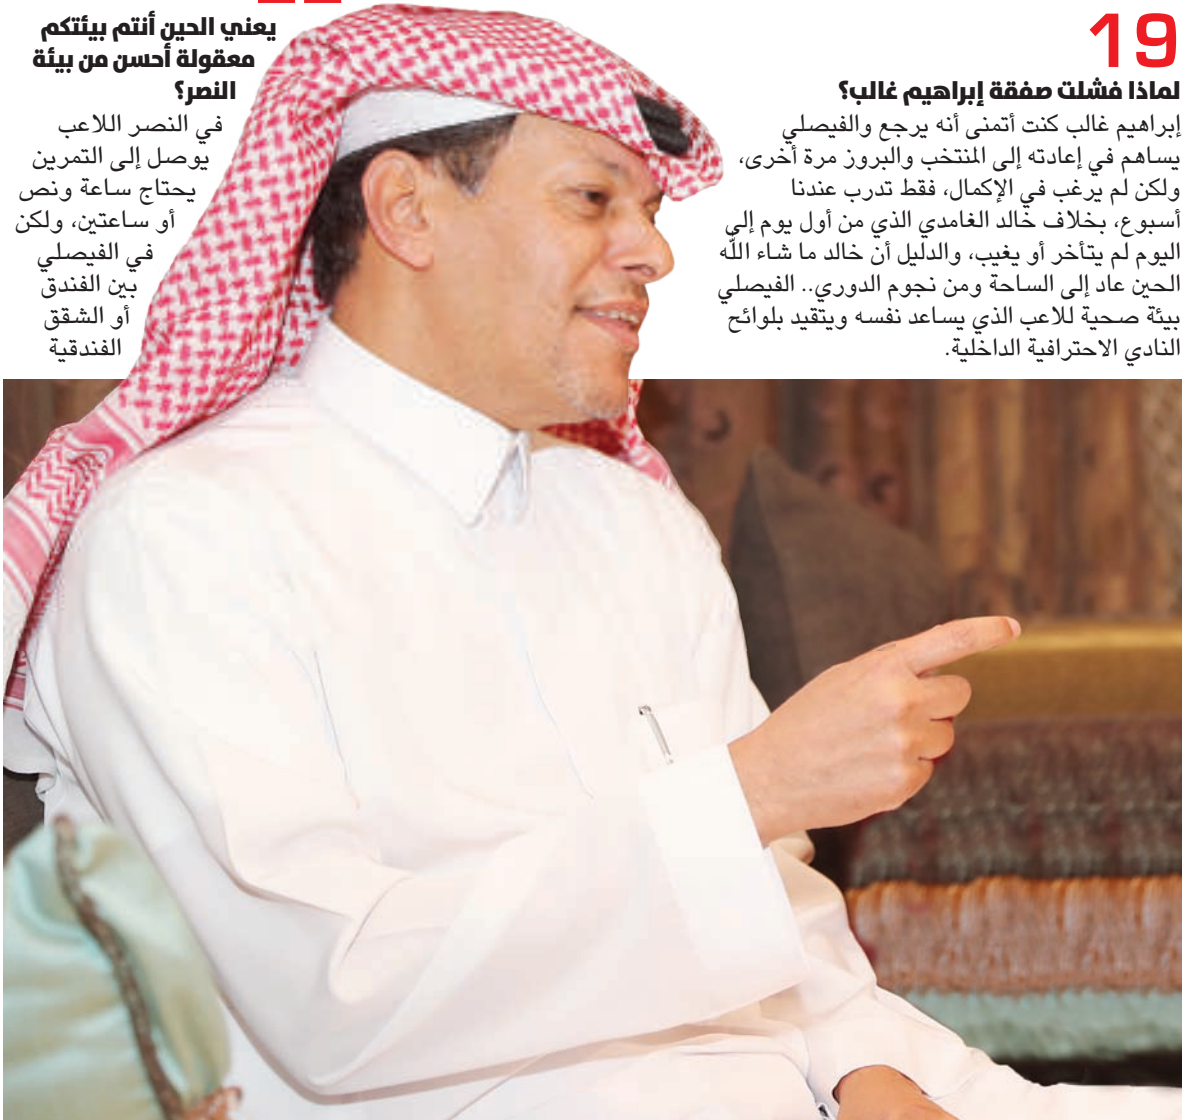 19
لماذا فشلت صفقة إبراهيم غالب؟
إبراهيم غالب كنت أتمنى أنه يرجع والفيصلي
يساهم في إعادته إلى المنتخب والبروز مرة أخرى،
ولكن لم يرغب في الإكمال، فقط تدرب عندنا
أسبوع، بخلاف خالد الغامدي الذي من أول يوم إلى
اليوم لم يتأخر أو يغيب، والدليل أن خالد ما شاء الله
الحين عاد إلى الساحة ومن نجوم الدوري.. الفيصلي
بيئة صحية للاعب الذي يساعد نفسه ويتقيد بلوائح
النادي الاحترافية الداخلية.
يعني الحين أنتم بيئتكم
معقولة أحسن من بيئة
النصر؟
في النصر اللاعب
يوصل إلى التمرين
يحتاج ساعة ونص
أو ساعتين، ولكن
في الفيصلي
بين الفندق
أو الشقق
الفندقية